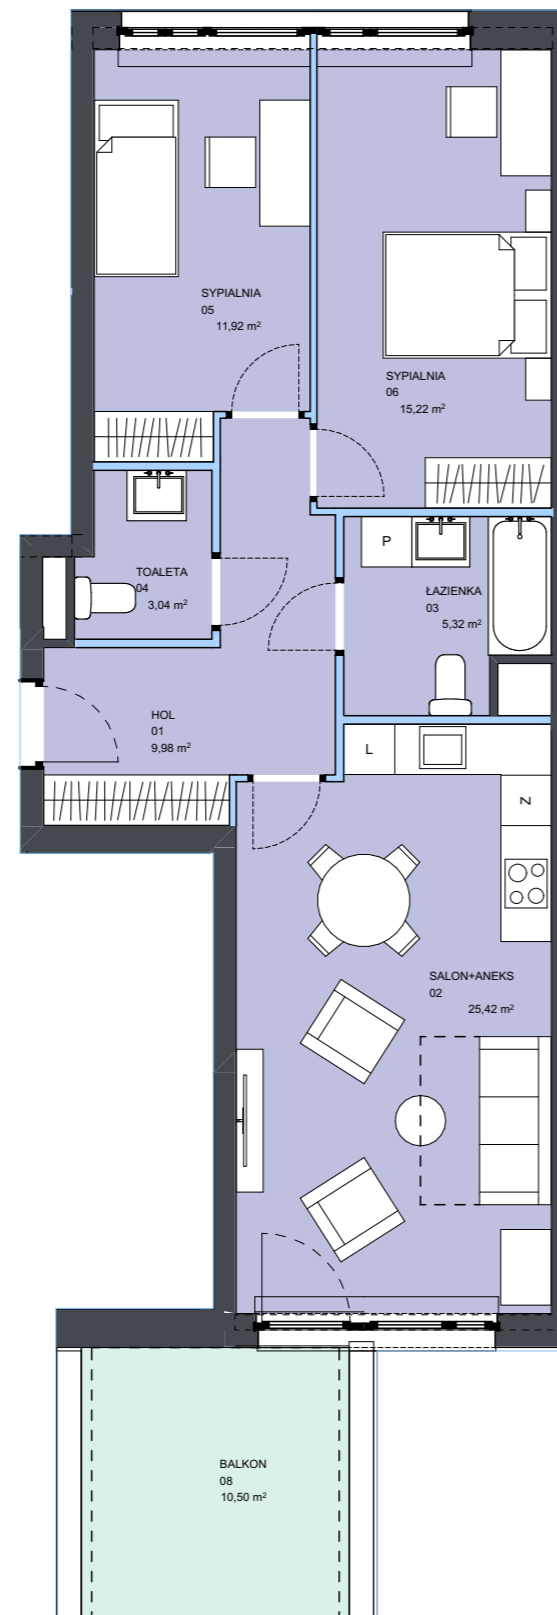 SYPIALNIA
05
11,92 m²
SYPIALNIA
06
15,22 m²
P
TOALETA
04
3,04 m²
ŁAZIENKA
03
5,32 m²
HOL
01
9,98 m²
L
Z
SALON+ANEKS
02
25,42 m²
BALKON
08
10,50 m²